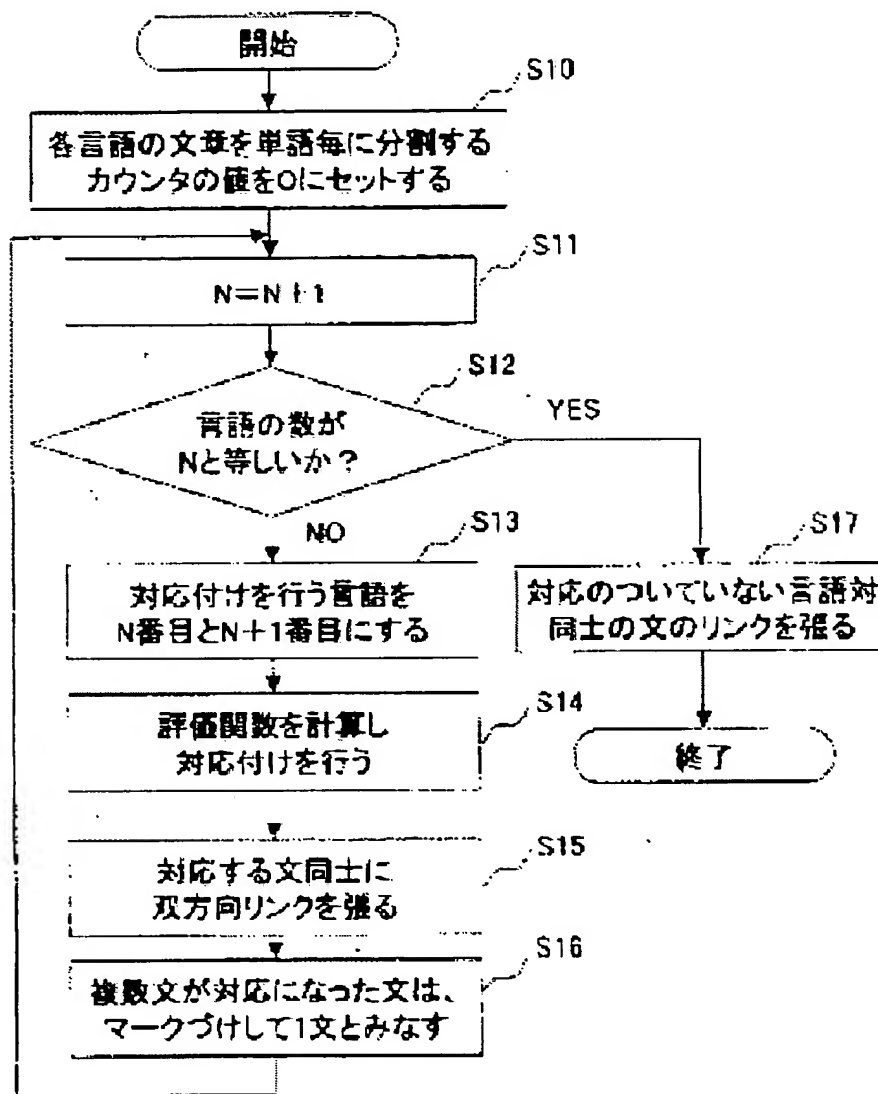 開始
S10
各言語の文章を単語毎に分割する
カウンタの値を0にセットする
S11
N=N+1
S12
言語の数が
Nと等しいか?
YES
NO
S13
対応付けを行う言語を
N番目とN+1番目にする
S17
対応のついていない言語対
同士の文のリンクを張る
S14
評価関数を計算し
対応付けを行う
終了
S15
対応する文同士に
双方向リンクを張る
S16
複数文が対応になった文は、
マークづけして1文とみなす